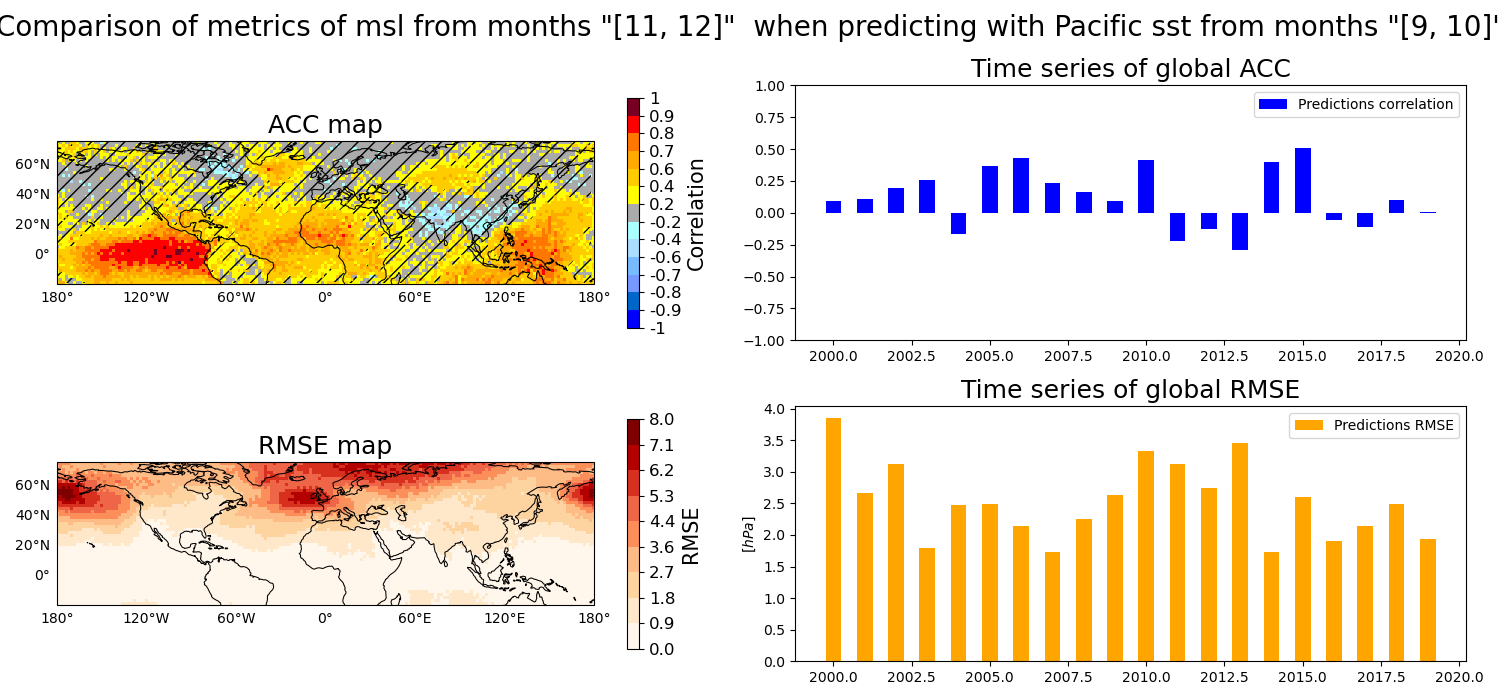 Comparison of metrics of msl from months "[11, 12]"  when predicting with Pacific sst from months "[9, 10]"
ACC map
60°N
40°N
20°N
0°
180°
120°W
60°W
0°
60°E
120°E
180°
1
0.9
0.8
0.7
0.6
0.4
0.2
-0.2
-0.4
-0.6
-0.7
-0.8
-0.9
-1
Correlation
Time series of global ACC
Predictions correlation
1.00
0.75
0.50
0.25
0.00
−0.25
−0.50
−0.75
−1.00
2000.0
2002.5
2005.0
2007.5
2010.0
2012.5
2015.0
2017.5
2020.0
RMSE map
60°N
40°N
20°N
0°
180°
120°W
60°W
0°
60°E
120°E
180°
8.0
7.1
6.2
5.3
4.4
3.6
2.7
1.8
0.9
0.0
RMSE
Time series of global RMSE
Predictions RMSE
[hPa]
4.0
3.5
3.0
2.5
2.0
1.5
1.0
0.5
0.0
2000.0
2002.5
2005.0
2007.5
2010.0
2012.5
2015.0
2017.5
2020.0